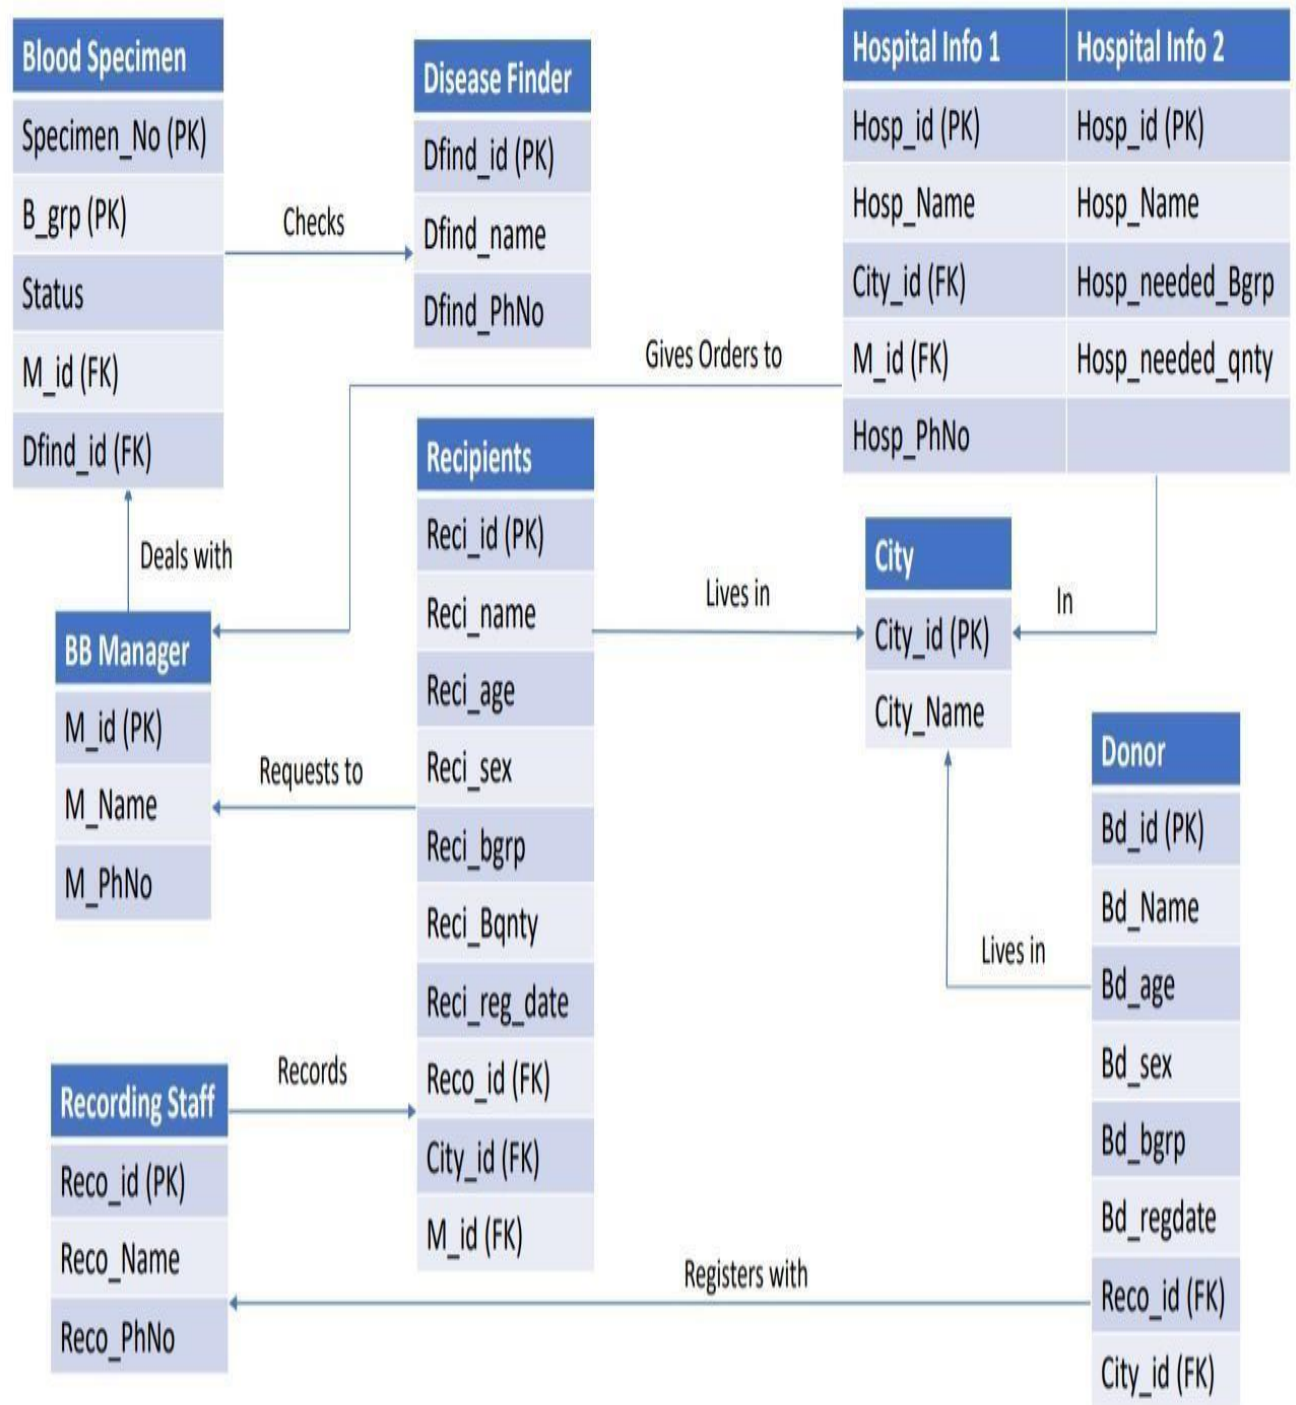 Blood Specimen
Specimen_No (PK)
B_grp (PK)
Status
M_id (FK)
Dfind_id (FK)
Checks
Disease Finder
Dfind_id (PK)
Dfind_name
Dfind_PhNo
Hospital Info 1 Hospital Info 2
Hosp_id (PK) Hosp_id (PK)
Hosp_Name Hosp_Name
City_id (FK) Hosp_needed_Bgrp
M_id (FK) Hosp_needed_qnty
Hosp_PhNo
Gives Orders to
Deals with
BB Manager
M_id (PK)
M_Name
M_PhNo
Requests to
Recipients
Reci_id (PK)
Reci_name
Reci_age
Reci_sex
Reci_bgrp
Reci_Bqnty
Reci_reg_date
Reco_id (FK)
City_id (FK)
M_id (FK)
Lives in
City
City_id (PK)
City_Name
In
Lives in
Donor
Bd_id (PK)
Bd_Name
Bd_age
Bd_sex
Bd_bgrp
Bd_regdate
Reco_id (FK)
City_id (FK)
Records
Recording Staff
Reco_id (PK)
Reco_Name
Reco_PhNo
Registers with